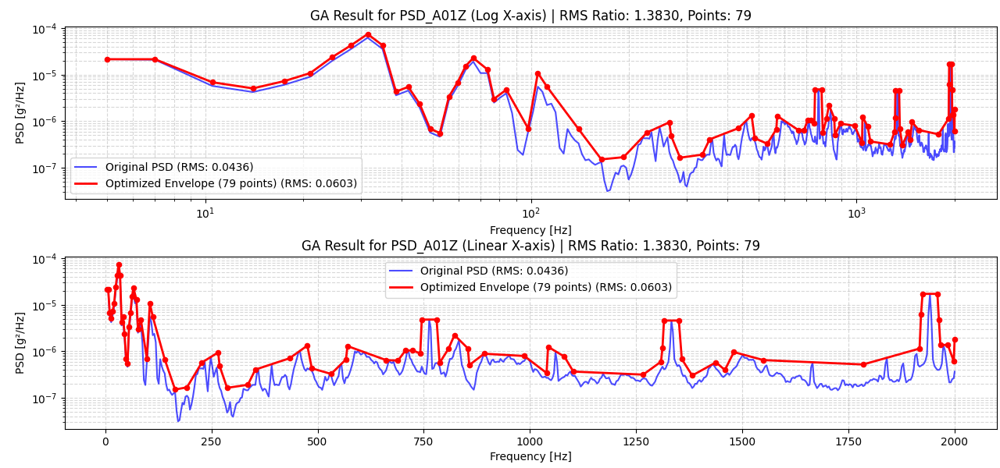 GA Result for PSD_A01Z (Log X-axis) | RMS Ratio: 1.3830, Points: 79
PSD [g²/Hz]
10⁻⁴
10⁻⁵
10⁻⁶
10⁻⁷
Original PSD (RMS: 0.0436)
Optimized Envelope (79 points) (RMS: 0.0603)
10¹ 10² 10³
Frequency [Hz]
GA Result for PSD_A01Z (Linear X-axis) | RMS Ratio: 1.3830, Points: 79
PSD [g²/Hz]
10⁻⁴
10⁻⁵
10⁻⁶
10⁻⁷
Original PSD (RMS: 0.0436)
Optimized Envelope (79 points) (RMS: 0.0603)
0 250 500 750 1000 1250 1500 1750 2000
Frequency [Hz]